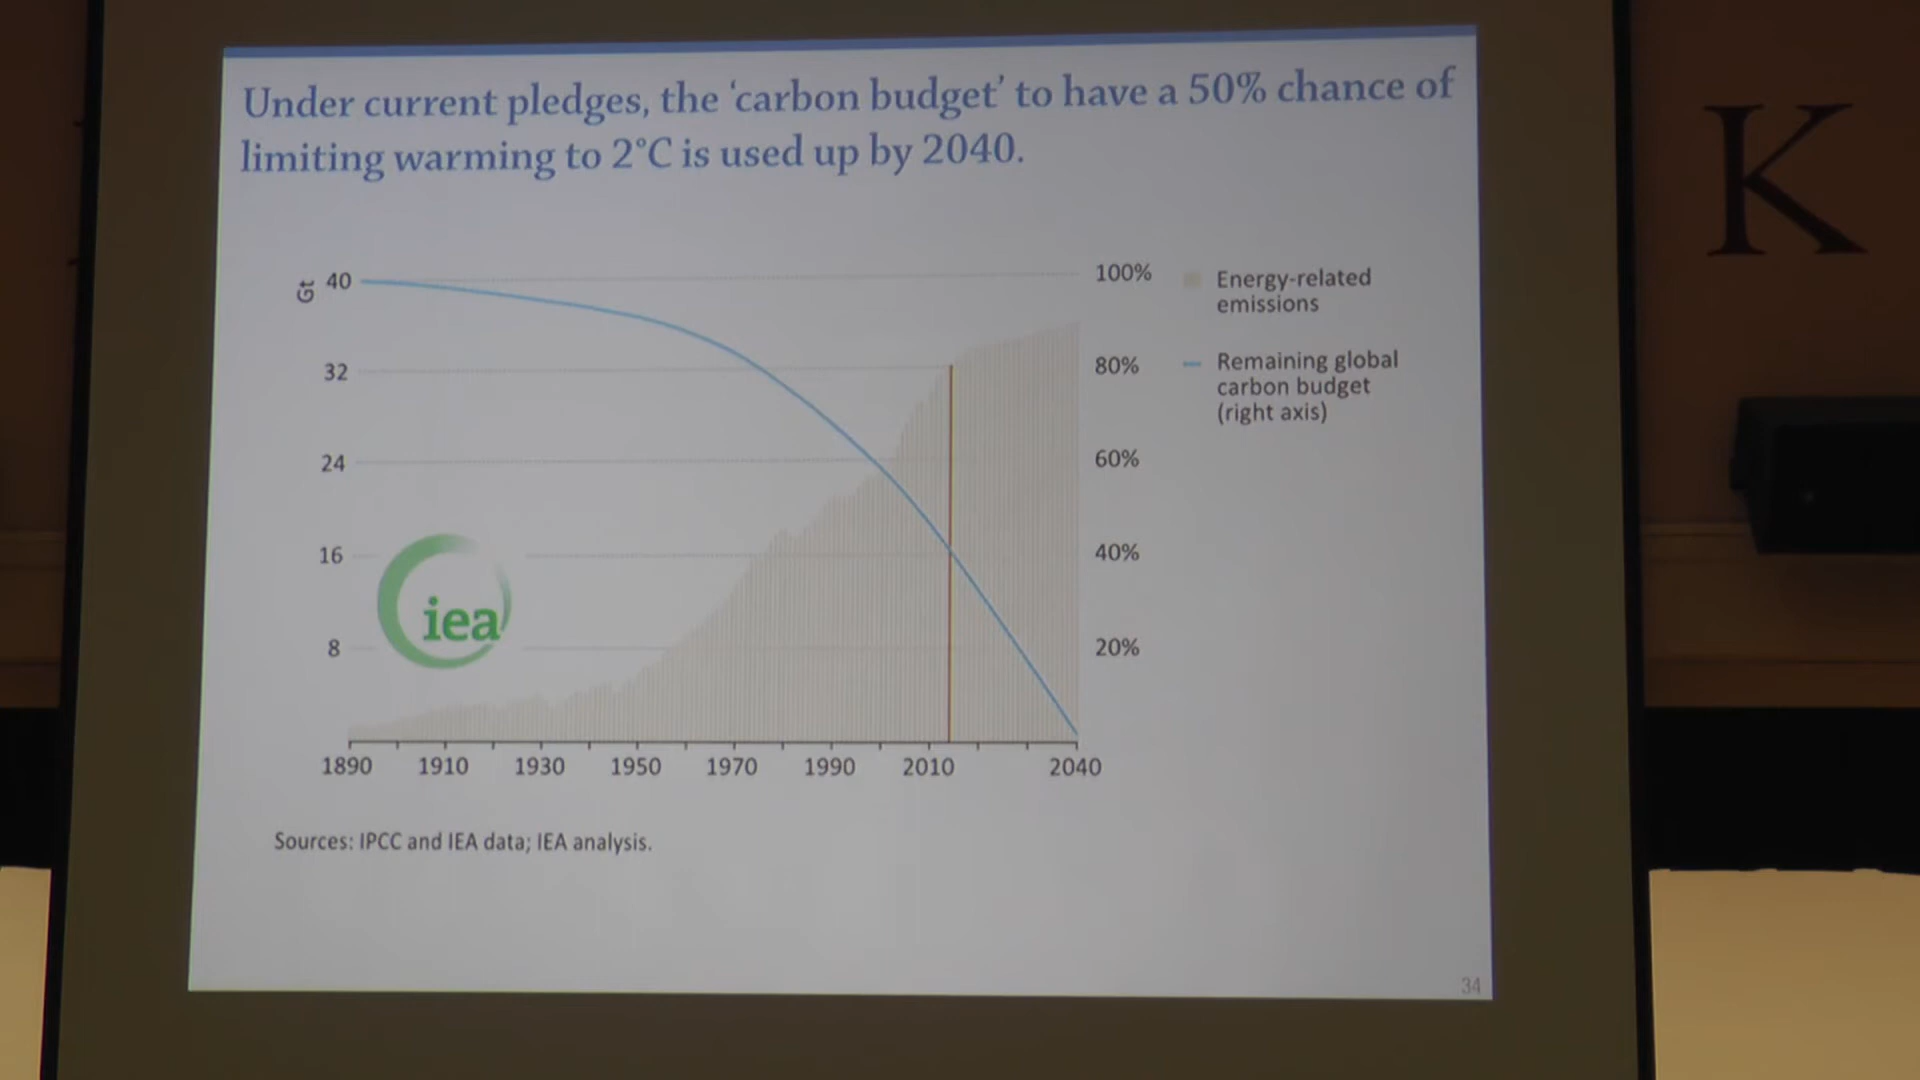 Under current pledges, the ‘carbon budget’ to have a 50% chance of
limiting warming to 2°C is used up by 2040.
Gt
40
32
24
16
8
100%
80%
60%
40%
20%
Energy-related
emissions
Remaining global
carbon budget
(right axis)
iea
1890 1910 1930 1950 1970 1990 2010 2040
Sources: IPCC and IEA data; IEA analysis.
34
K